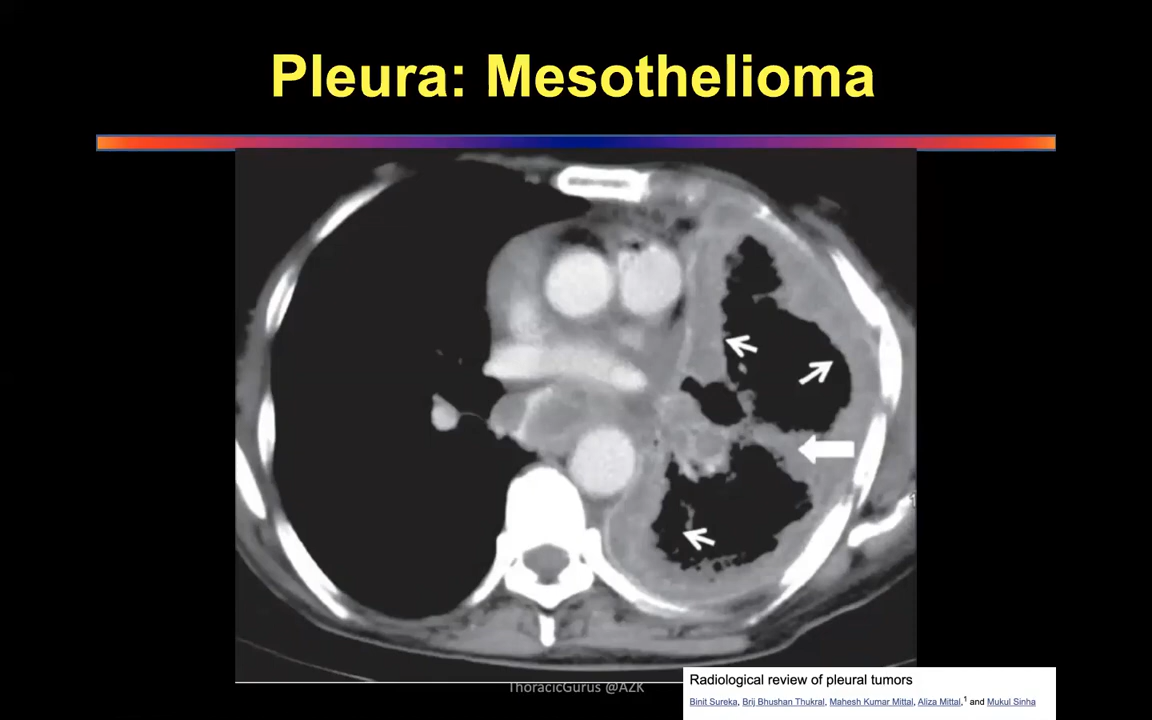 Pleura: Mesothelioma
ThoracicGurus @AZK
Radiological review of pleural tumors
Binit Sureka, Brij Bhushan Thukral, Mahesh Kumar Mittal, Aliza Mittal,¹ and Mukul Sinha